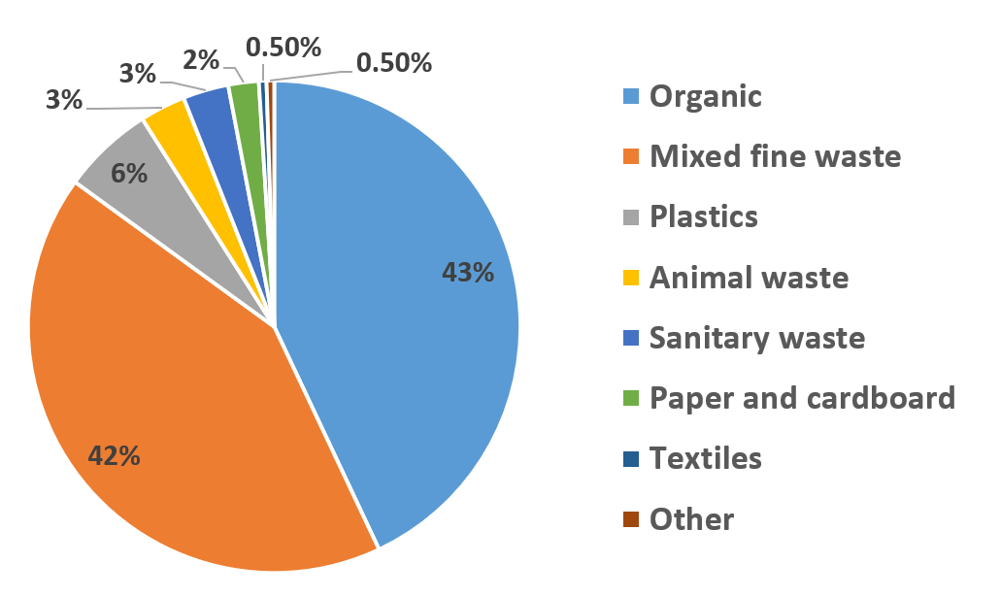 0.50%
0.50%
2%
3%
3%
6%
43%
42%
Organic
Mixed fine waste
Plastics
Animal waste
Sanitary waste
Paper and cardboard
Textiles
Other